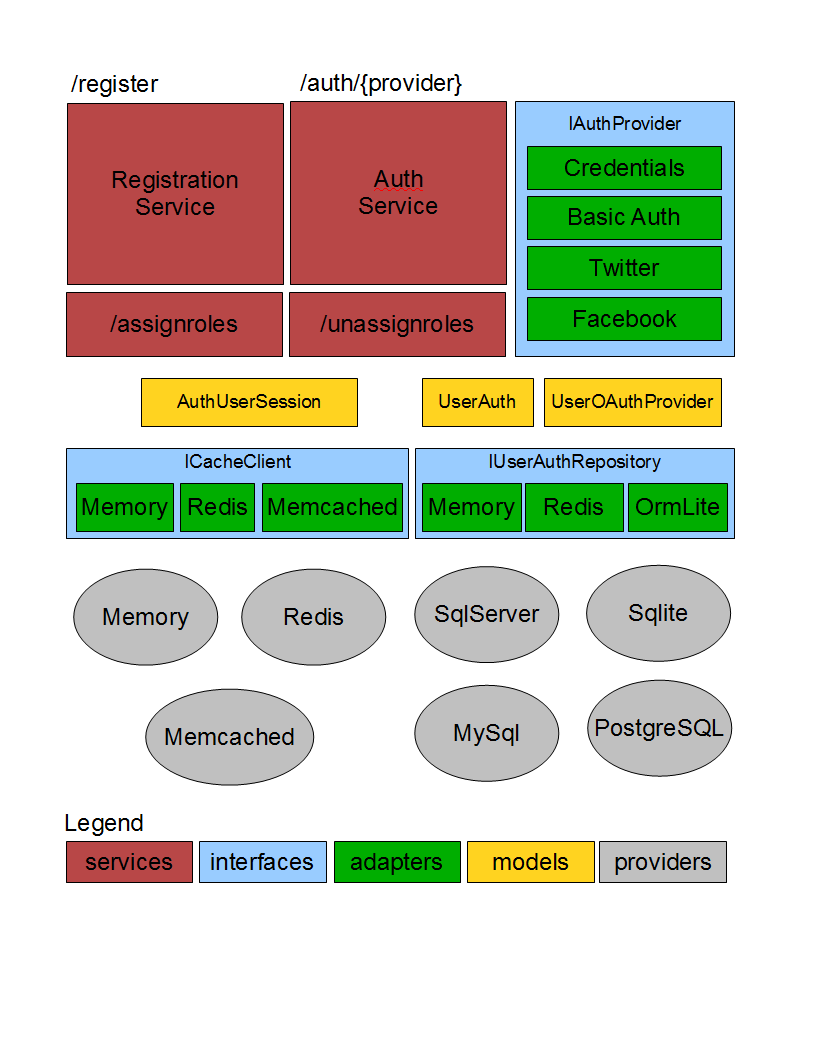 /register
/auth/{provider}
Registration
Service
Auth
Service
IAuthProvider
Credentials
Basic Auth
Twitter
Facebook
/assignroles
/unassignroles
AuthUserSession
UserAuth
UserOAuthProvider
ICacheClient
Memory
Redis
Memcached
IUserAuthRepository
Memory
Redis
OrmLite
Memory
Redis
SqlServer
Sqlite
Memcached
MySql
PostgreSQL
Legend
services
interfaces
adapters
models
providers